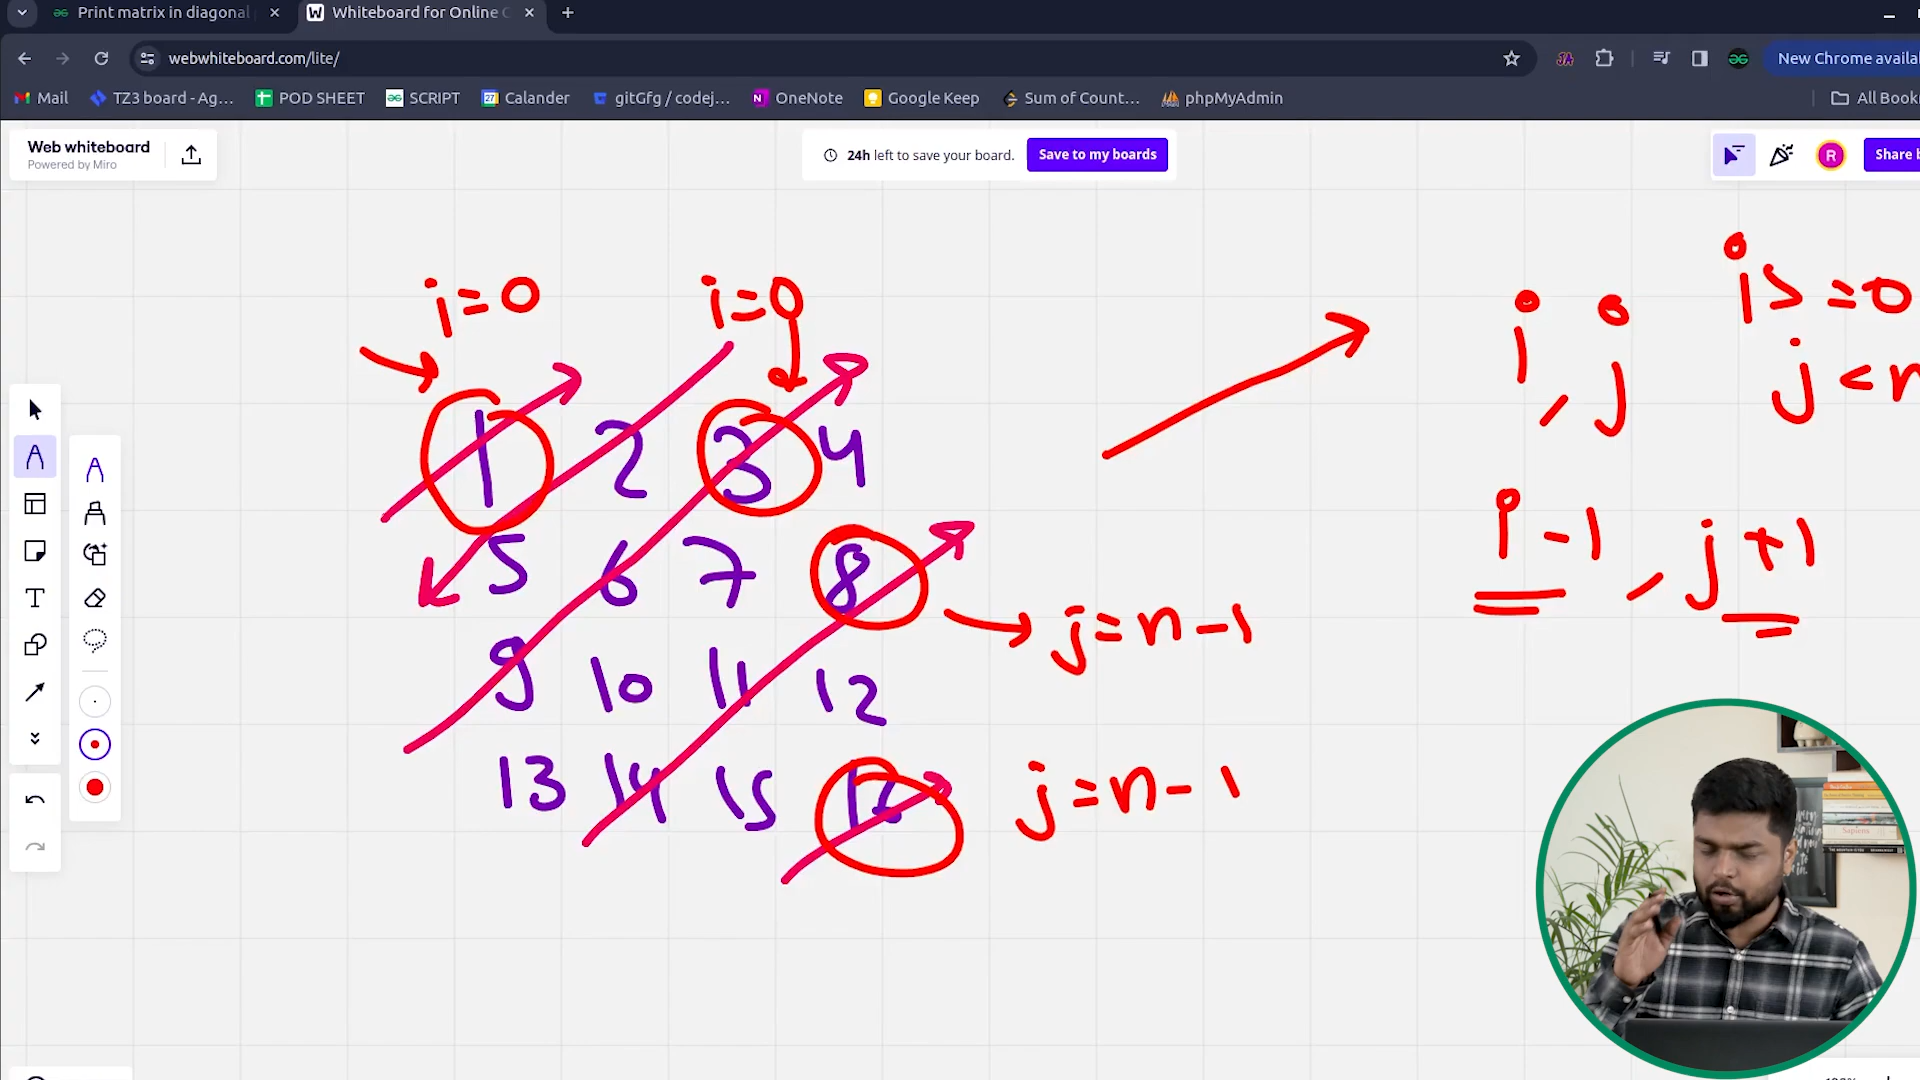 Print matrix in diagonal
Whiteboard for Online C
webwhiteboard.com/lite/
New Chrome availa
Mail
TZ3 board - Ag...
POD SHEET
SCRIPT
27
Calander
gitGfg / codej...
OneNote
Google Keep
Sum of Count...
phpMyAdmin
All Book
Web whiteboard
Powered by Miro
24h left to save your board.
Save to my boards
R
Share
i=0
i=0
i, j
i>=0
j<n
1 2 3 4
5 6 7 8
9 10 11 12
13 14 15 16
i-1, j+1
j=n-1
j=n-1
Sapiens